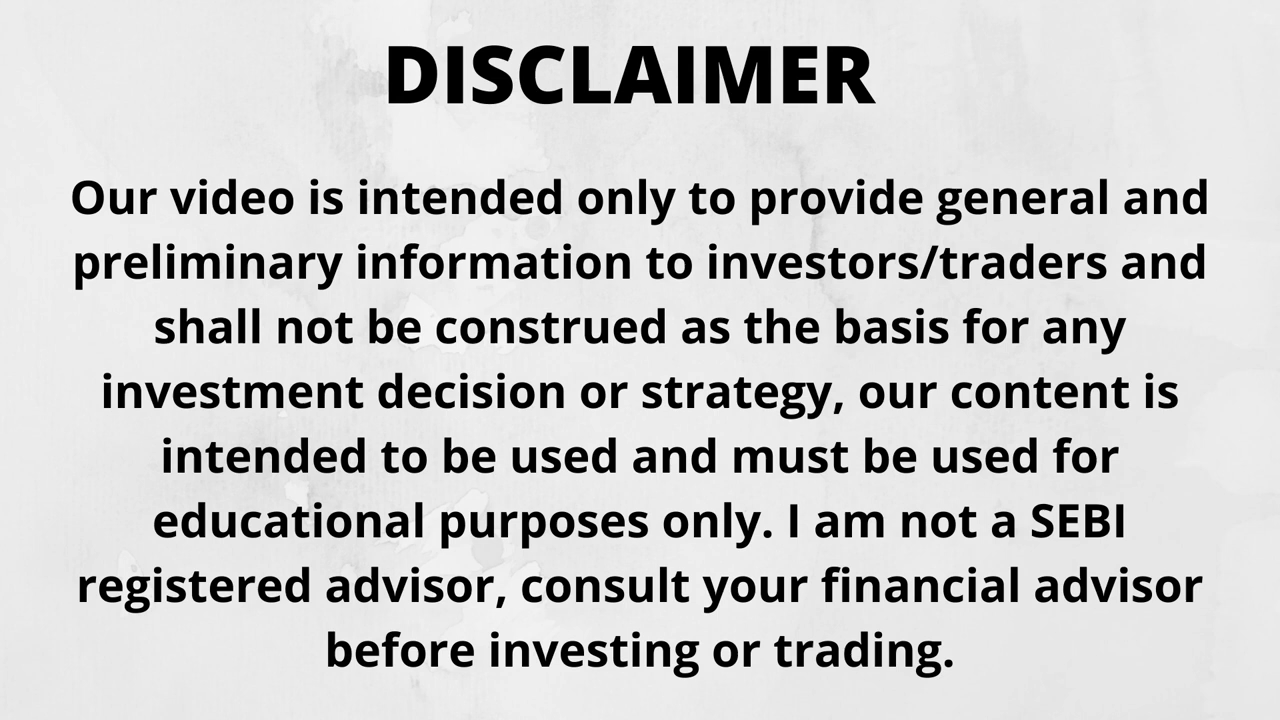 DISCLAIMER
Our video is intended only to provide general and
preliminary information to investors/traders and
shall not be construed as the basis for any
investment decision or strategy, our content is
intended to be used and must be used for
educational purposes only. I am not a SEBI
registered advisor, consult your financial advisor
before investing or trading.